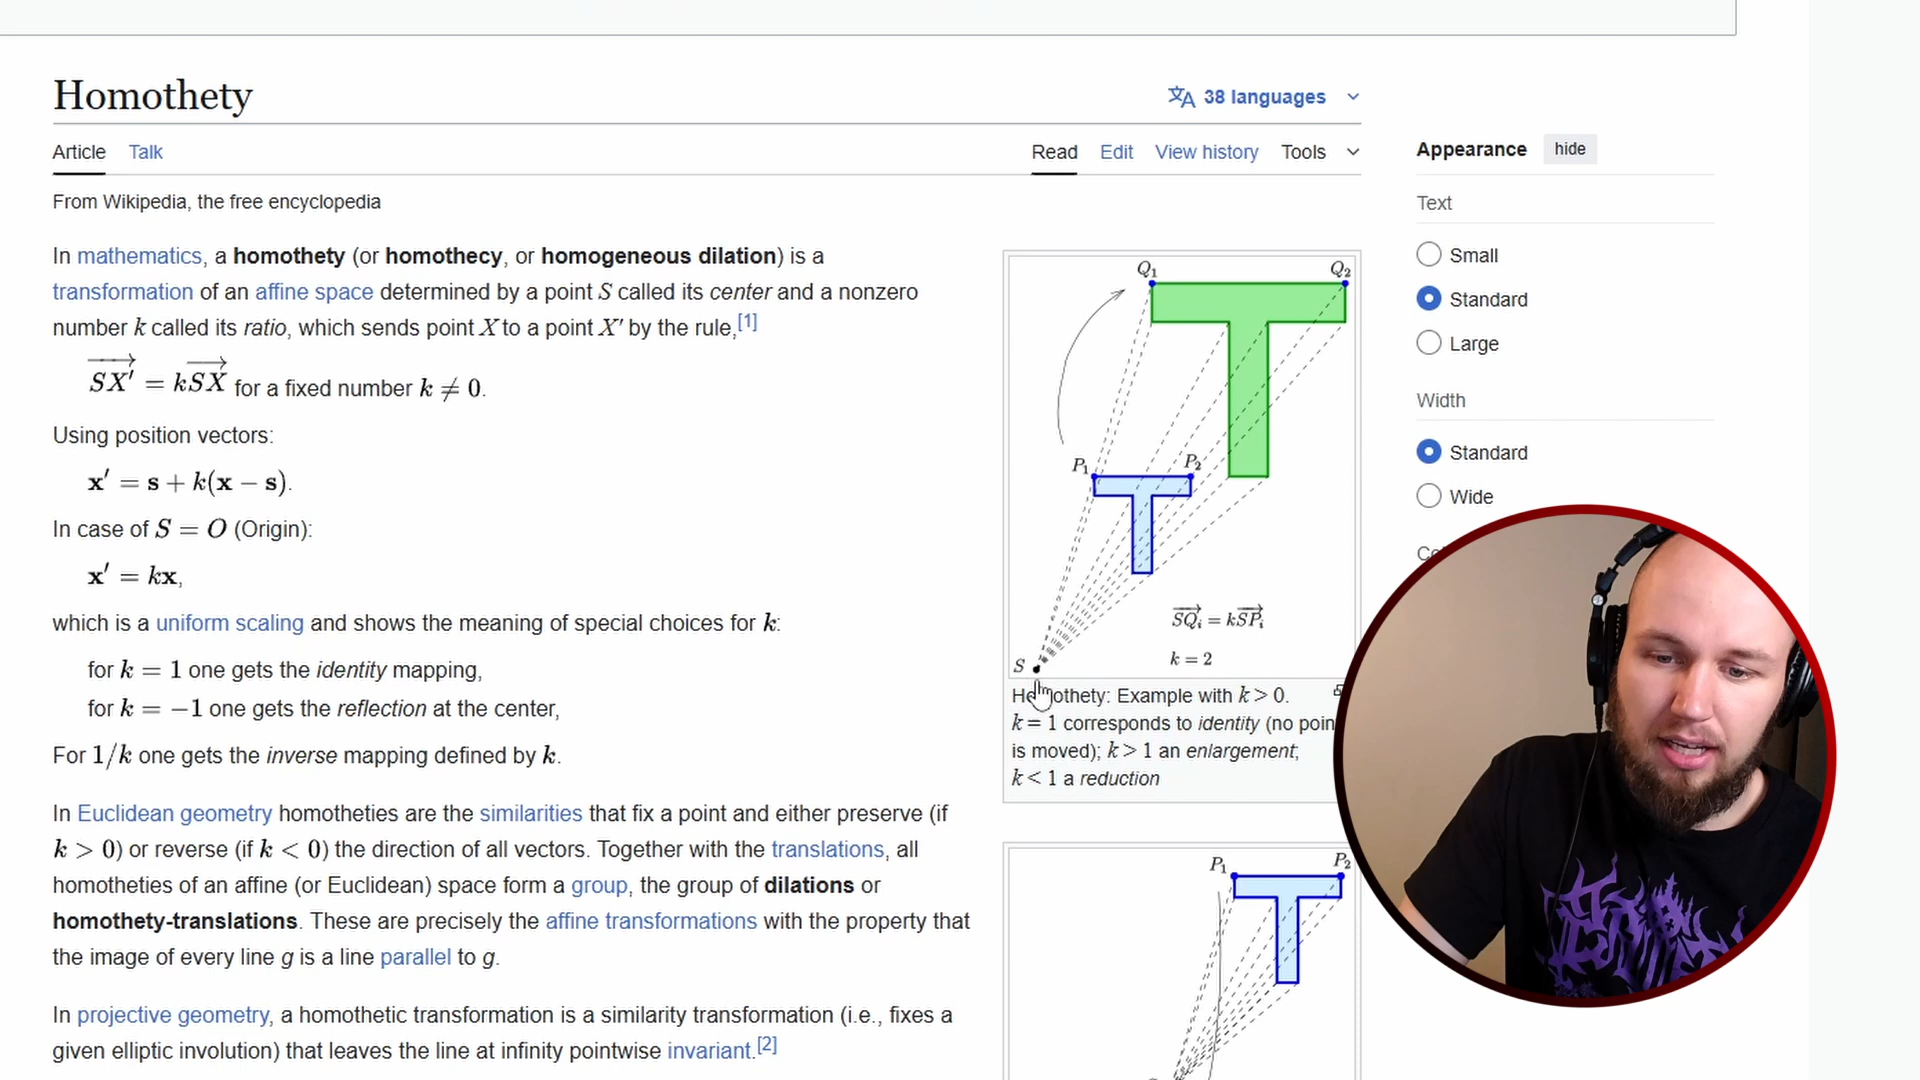 Homothety
38 languages
Article Talk
Read Edit View history Tools
From Wikipedia, the free encyclopedia
In mathematics, a homothety (or homothecy, or homogeneous dilation) is a
transformation of an affine space determined by a point S called its center and a nonzero
number k called its ratio, which sends point X to a point X′ by the rule,[1]
SX′ = kSX for a fixed number k ≠ 0.
Using position vectors:
x′ = s + k(x − s).
In case of S = O (Origin):
x′ = kx,
which is a uniform scaling and shows the meaning of special choices for k:
for k = 1 one gets the identity mapping,
for k = −1 one gets the reflection at the center,
For 1/k one gets the inverse mapping defined by k.
In Euclidean geometry homotheties are the similarities that fix a point and either preserve (if
k > 0) or reverse (if k < 0) the direction of all vectors. Together with the translations, all
homotheties of an affine (or Euclidean) space form a group, the group of dilations or
homothety-translations. These are precisely the affine transformations with the property that
the image of every line g is a line parallel to g.
In projective geometry, a homothetic transformation is a similarity transformation (i.e., fixes a
given elliptic involution) that leaves the line at infinity pointwise invariant.[2]
Q₁ Q₂
P₁ P₂
SQᵢ = kSPᵢ
k = 2
S
Homothety: Example with k > 0.
k = 1 corresponds to identity (no poin
is moved); k > 1 an enlargement;
k < 1 a reduction
P₁ P₂
Appearance hide
Text
Small
Standard
Large
Width
Standard
Wide